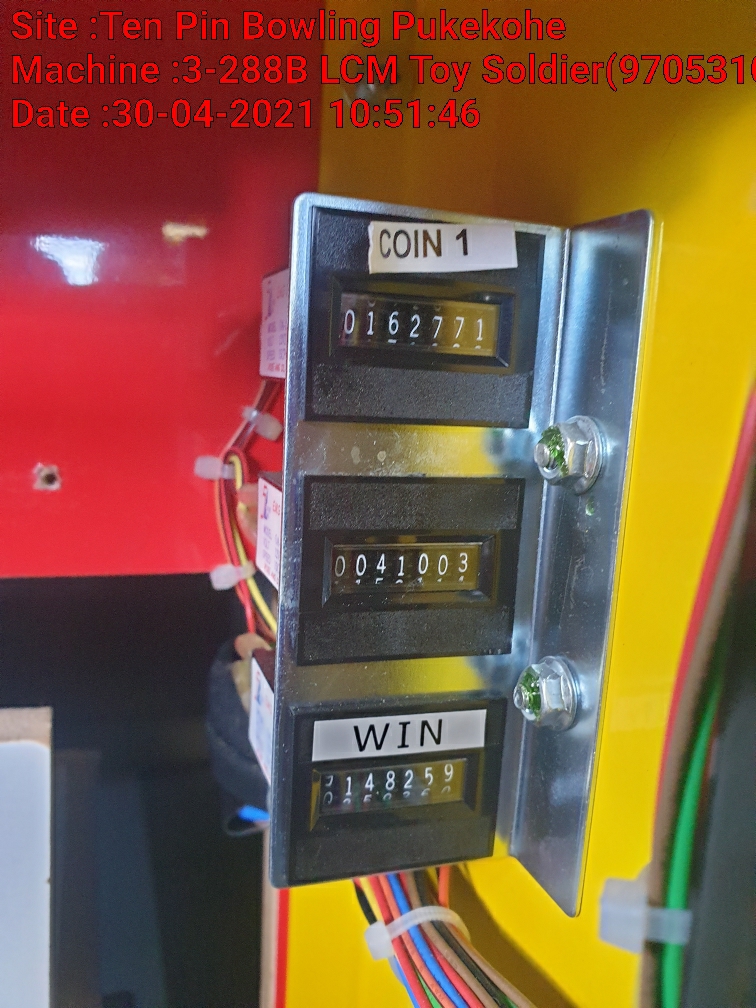 Site :Ten Pin Bowling Pukekohe
Machine :3-288B LCM Toy Soldier(970531
Date :30-04-2021 10:51:46
COIN 1
0162771
0041003
WIN
148259